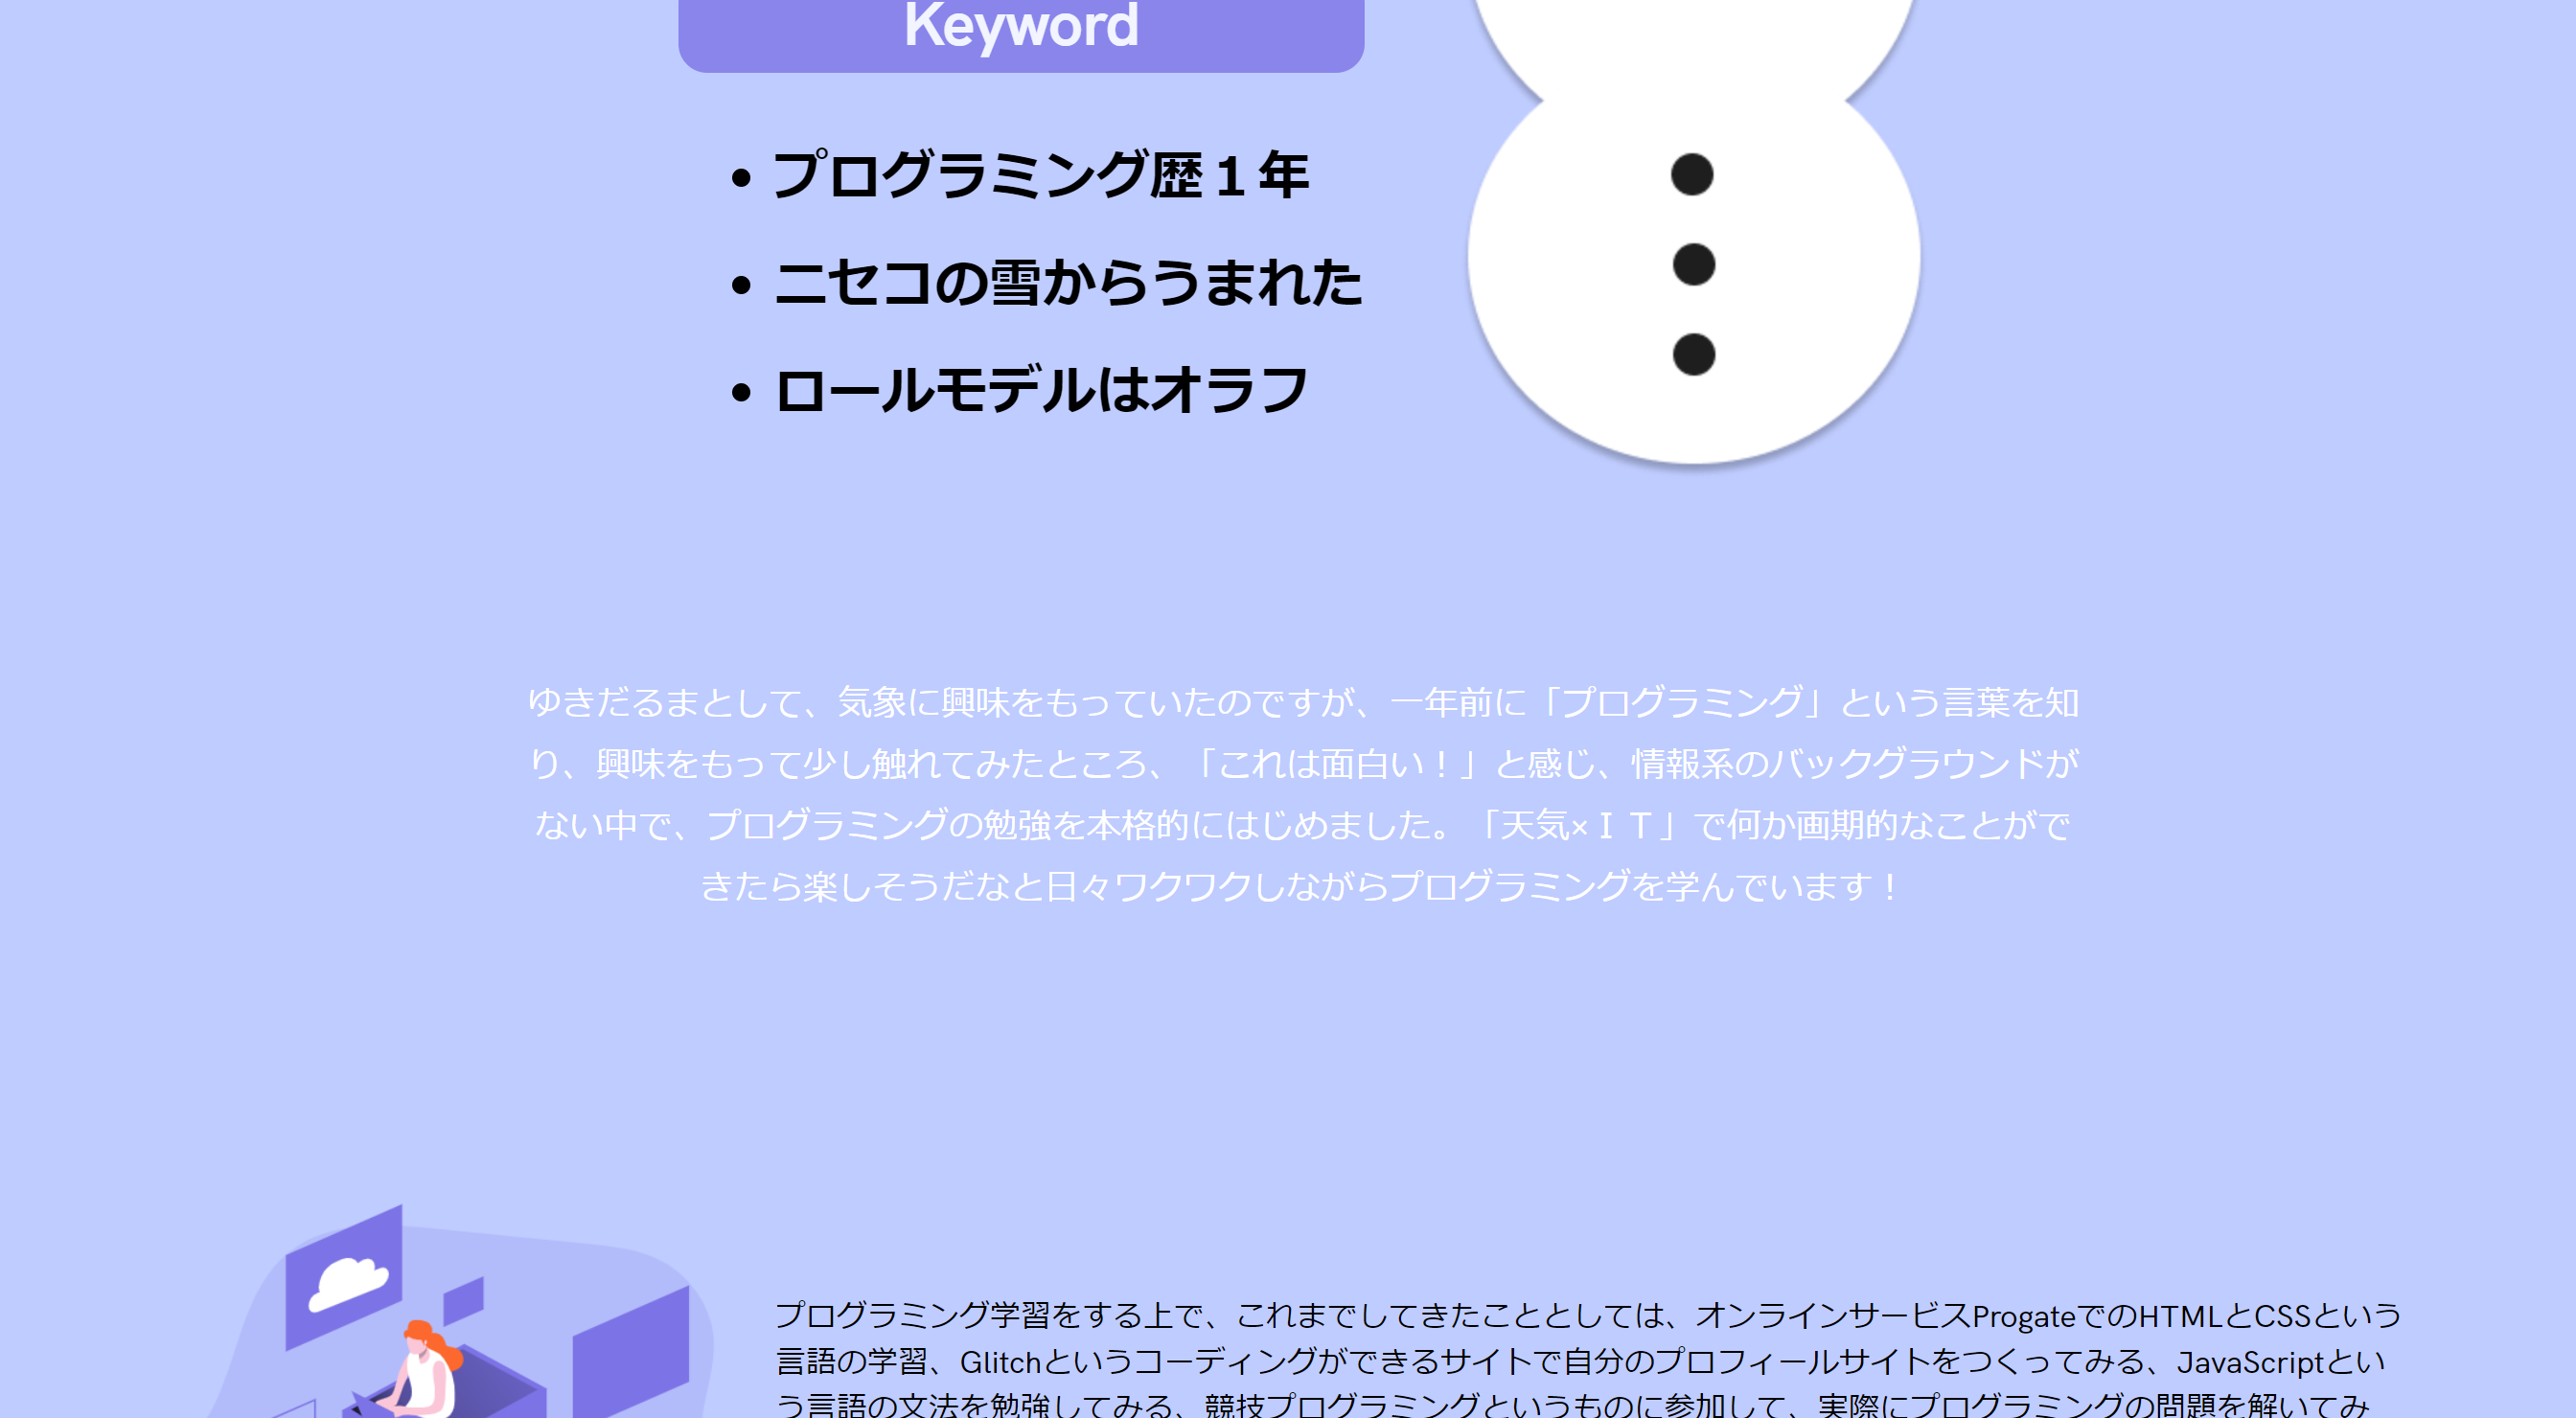 Keyword
• プログラミング歴１年
• ニセコの雪からうまれた
• ロールモデルはオラフ
ゆきだるまとして、気象に興味をもっていたのですが、一年前に「プログラミング」という言葉を知
り、興味をもって少し触れてみたところ、「これは面白い！」と感じ、情報系のバックグラウンドが
ない中で、プログラミングの勉強を本格的にはじめました。「天気×ＩＴ」で何か画期的なことがで
きたら楽しそうだなと日々ワクワクしながらプログラミングを学んでいます！
プログラミング学習をする上で、これまでしてきたこととしては、オンラインサービスProgateでのHTMLとCSSという
言語の学習、Glitchというコーディングができるサイトで自分のプロフィールサイトをつくってみる、JavaScriptとい
う言語の文法を勉強してみる、競技プログラミングというものに参加して、実際にプログラミングの問題を解いてみ